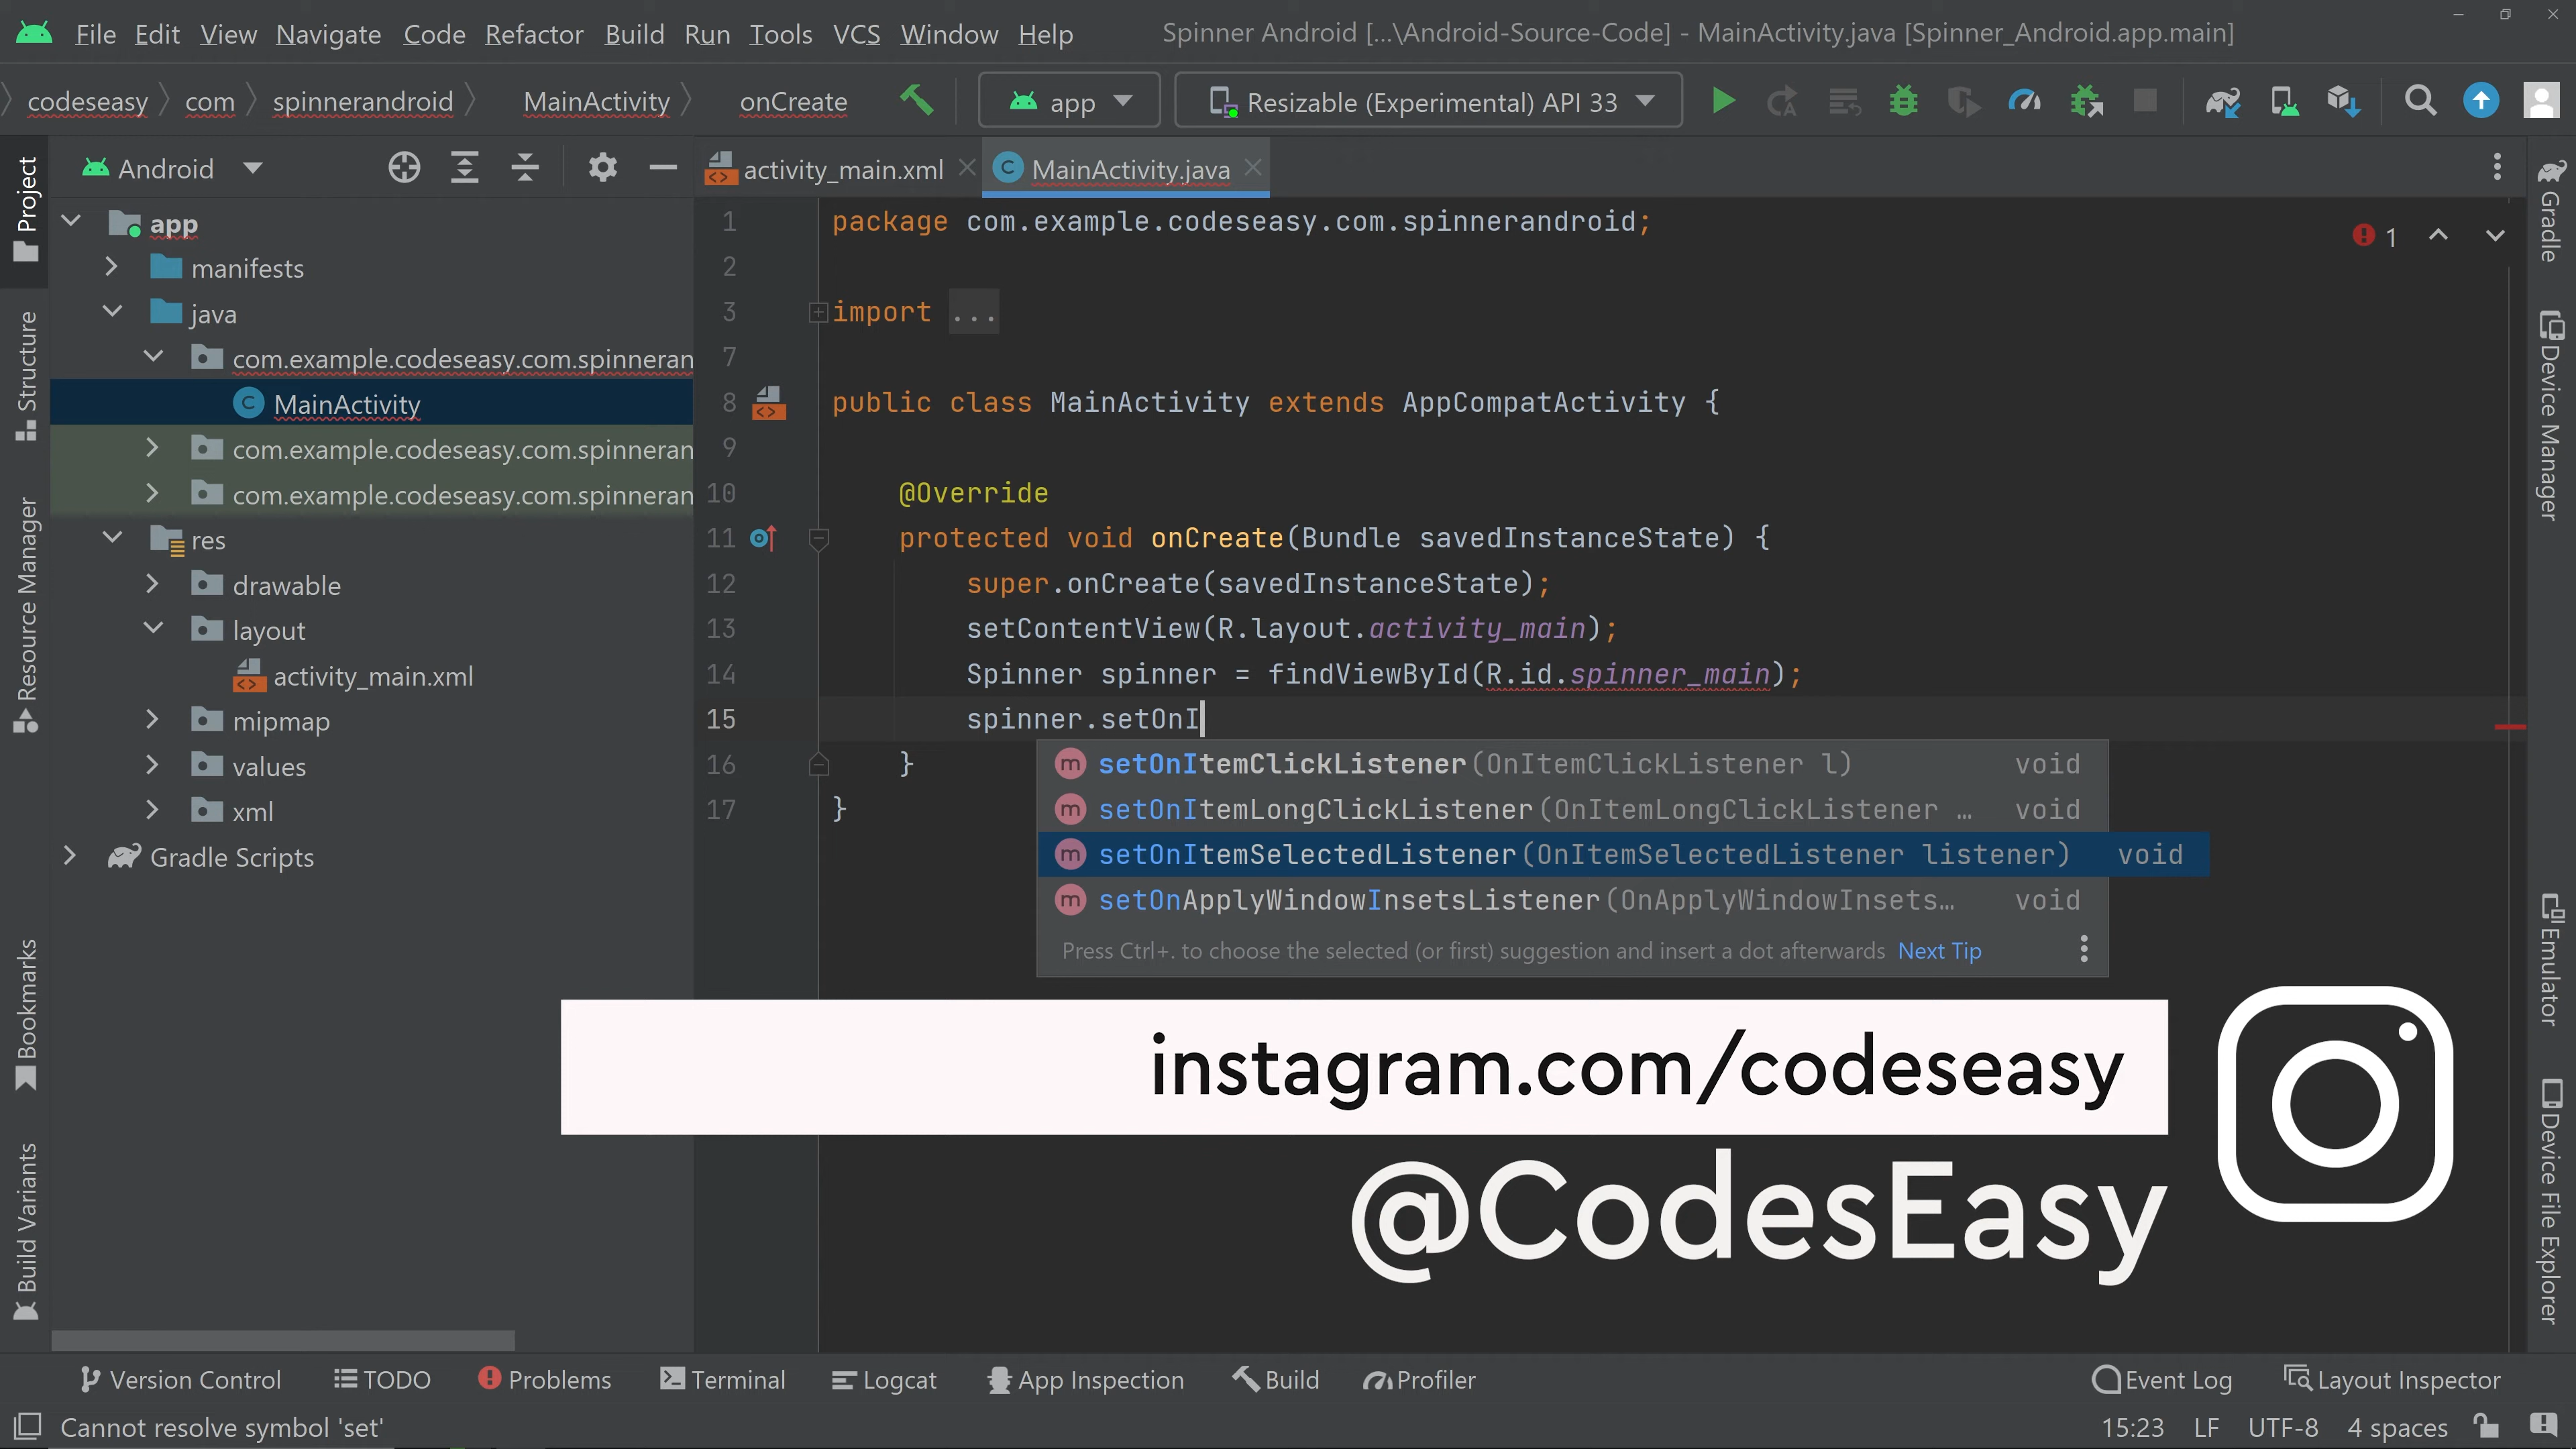 File Edit View Navigate Code Refactor Build Run Tools VCS Window Help Spinner Android [...\Android-Source-Code] - MainActivity.java [Spinner_Android.app.main]
codeseasy com spinnerandroid MainActivity onCreate app Resizable (Experimental) API 33
Project
Structure
Resource Manager
Bookmarks
Build Variants
Android
app
manifests
java
com.example.codeseasy.com.spinneran
MainActivity
com.example.codeseasy.com.spinneran
com.example.codeseasy.com.spinneran
res
drawable
layout
activity_main.xml
mipmap
values
xml
Gradle Scripts
activity_main.xml MainActivity.java
1 package com.example.codeseasy.com.spinnerandroid;
2
3 import ...
7
8 public class MainActivity extends AppCompatActivity {
9
10 @Override
11 protected void onCreate(Bundle savedInstanceState) {
12 super.onCreate(savedInstanceState);
13 setContentView(R.layout.activity_main);
14 Spinner spinner = findViewById(R.id.spinner_main);
15 spinner.setOnI
16 }
17 }
1
setOnItemClickListener(OnItemClickListener l) void
setOnItemLongClickListener(OnItemLongClickListener … void
setOnItemSelectedListener(OnItemSelectedListener listener) void
setOnApplyWindowInsetsListener(OnApplyWindowInsets… void
Press Ctrl+. to choose the selected (or first) suggestion and insert a dot afterwards Next Tip
instagram.com/codeseasy
@CodesEasy
Gradle
Device Manager
Emulator
Device File Explorer
Version Control TODO Problems Terminal Logcat App Inspection Build Profiler Event Log Layout Inspector
Cannot resolve symbol 'set' 15:23 LF UTF-8 4 spaces